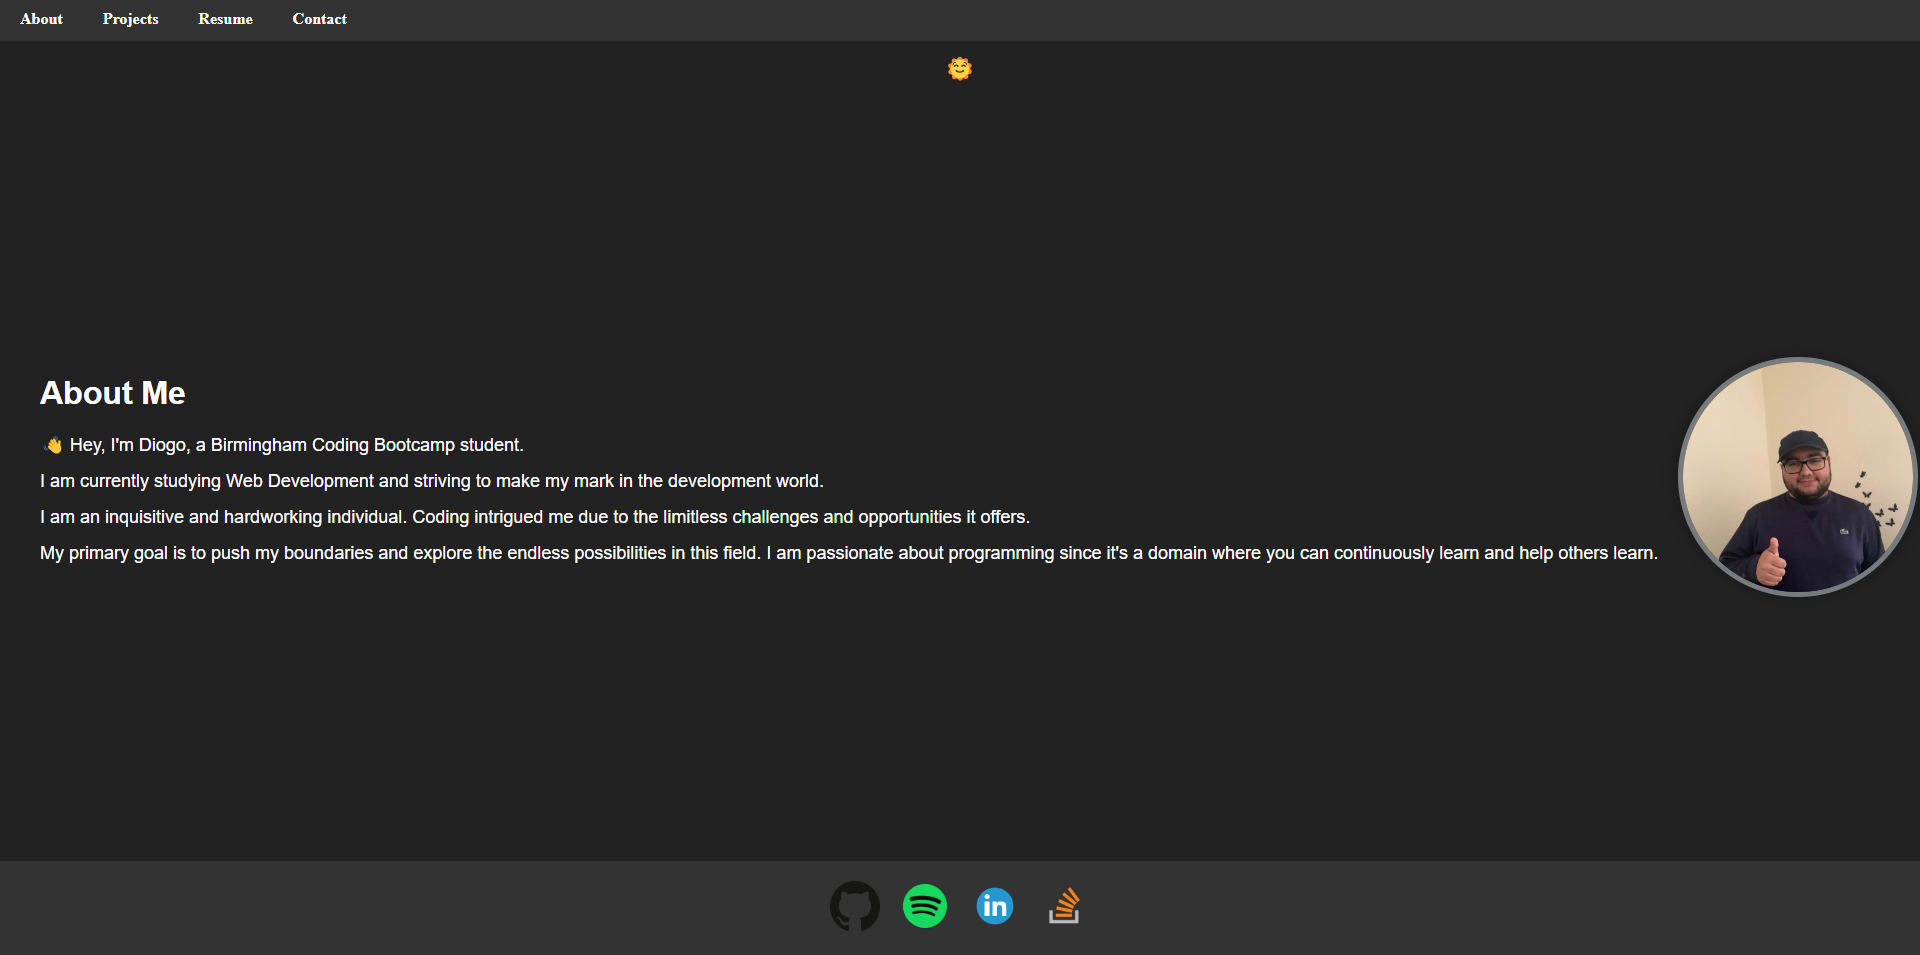 About Projects Resume Contact
About Me
👋 Hey, I'm Diogo, a Birmingham Coding Bootcamp student.
I am currently studying Web Development and striving to make my mark in the development world.
I am an inquisitive and hardworking individual. Coding intrigued me due to the limitless challenges and opportunities it offers.
My primary goal is to push my boundaries and explore the endless possibilities in this field. I am passionate about programming since it's a domain where you can continuously learn and help others learn.
in